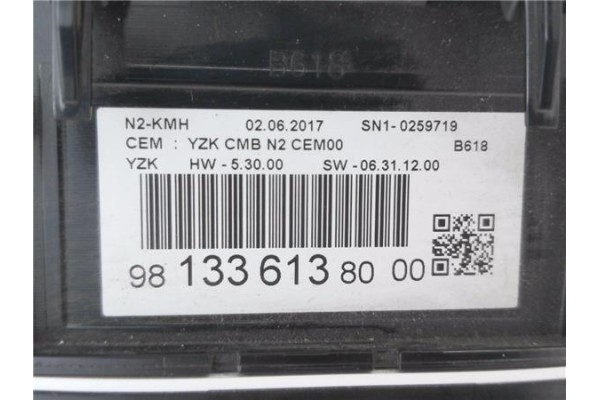 B618
N2-KMH 02.06.2017 SN1- 0259719
CEM : YZK CMB N2 CEM00 B618
YZK HW - 5.30.00 SW - 06.31.12.00
98 133 613 80 00